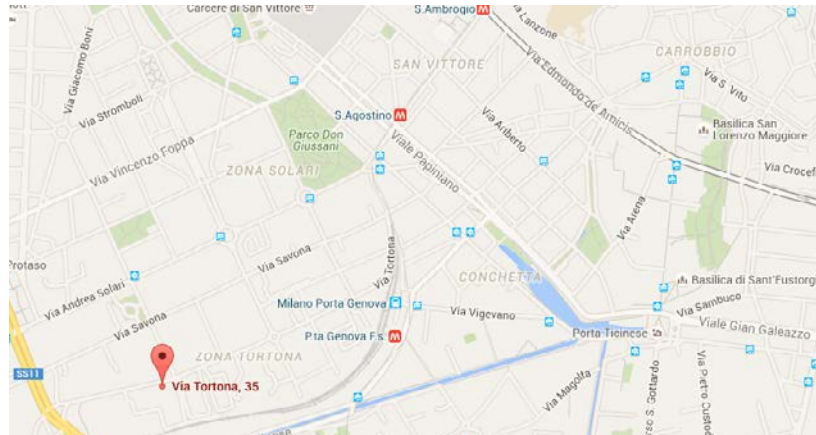 Carcere di San Vittore
S.Ambrogio
Via Lanzone
Via Giacomo Boni
SAN VITTORE
Via Edmondo de Amicis
CARROBBIO
Via S. Vito
Via Stromboli
S.Agostino
Via Ariberto
Basilica San
Lorenzo Maggiore
Parco Don
Giussani
Viale Papiniano
Via Vincenzo Foppa
ZONA SOLARI
Via Crocef
Via Arena
Via Savona
Via Tortona
Protaso
CONCHETTA
Basilica di Sant'Eustorg
Via Andrea Solari
Milano Porta Genova
Via Sambuco
Via Savona
Via Vigevano
Viale Gian Galeazzo
P.ta Genova F.s.
Porta Ticinese
ZONA TORTONA
SS11
Via Tortona, 35
Via Magolfa
rso S. Gottardo
Via Pietro Custod